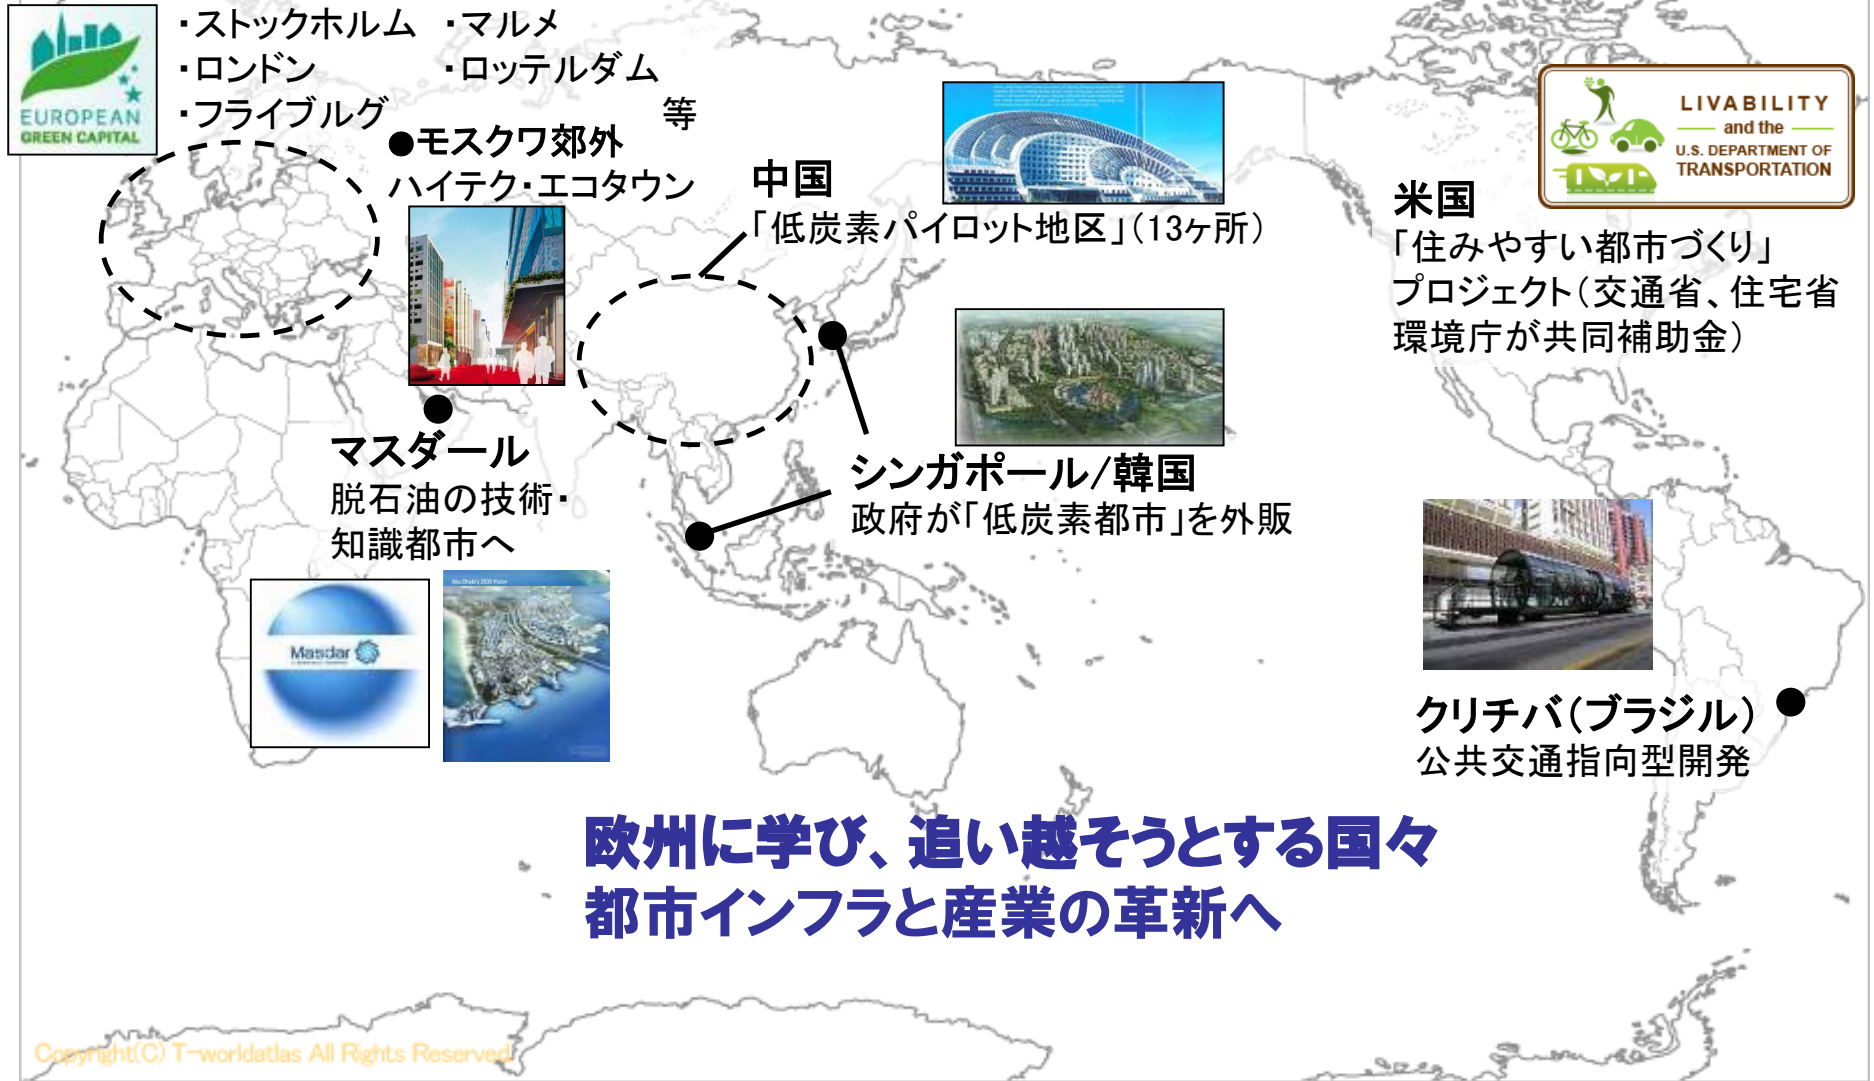 EUROPEAN
GREEN CAPITAL
・ストックホルム ・マルメ
・ロンドン ・ロッテルダム
・フライブルグ 等
●モスクワ郊外
ハイテク・エコタウン
中国
「低炭素パイロット地区」(13ヶ所)
LIVABILITY
and the
U.S. DEPARTMENT OF
TRANSPORTATION
米国
「住みやすい都市づくり」
プロジェクト(交通省、住宅省
環境庁が共同補助金)
マスダール
脱石油の技術・
知識都市へ
Masdar
Abu Dhabi's 2030 Vision
シンガポール/韓国
政府が「低炭素都市」を外販
クリチバ(ブラジル)
公共交通指向型開発
欧州に学び、追い越そうとする国々
都市インフラと産業の革新へ
Copyright(C) T-worldatlas All Rights Reserved